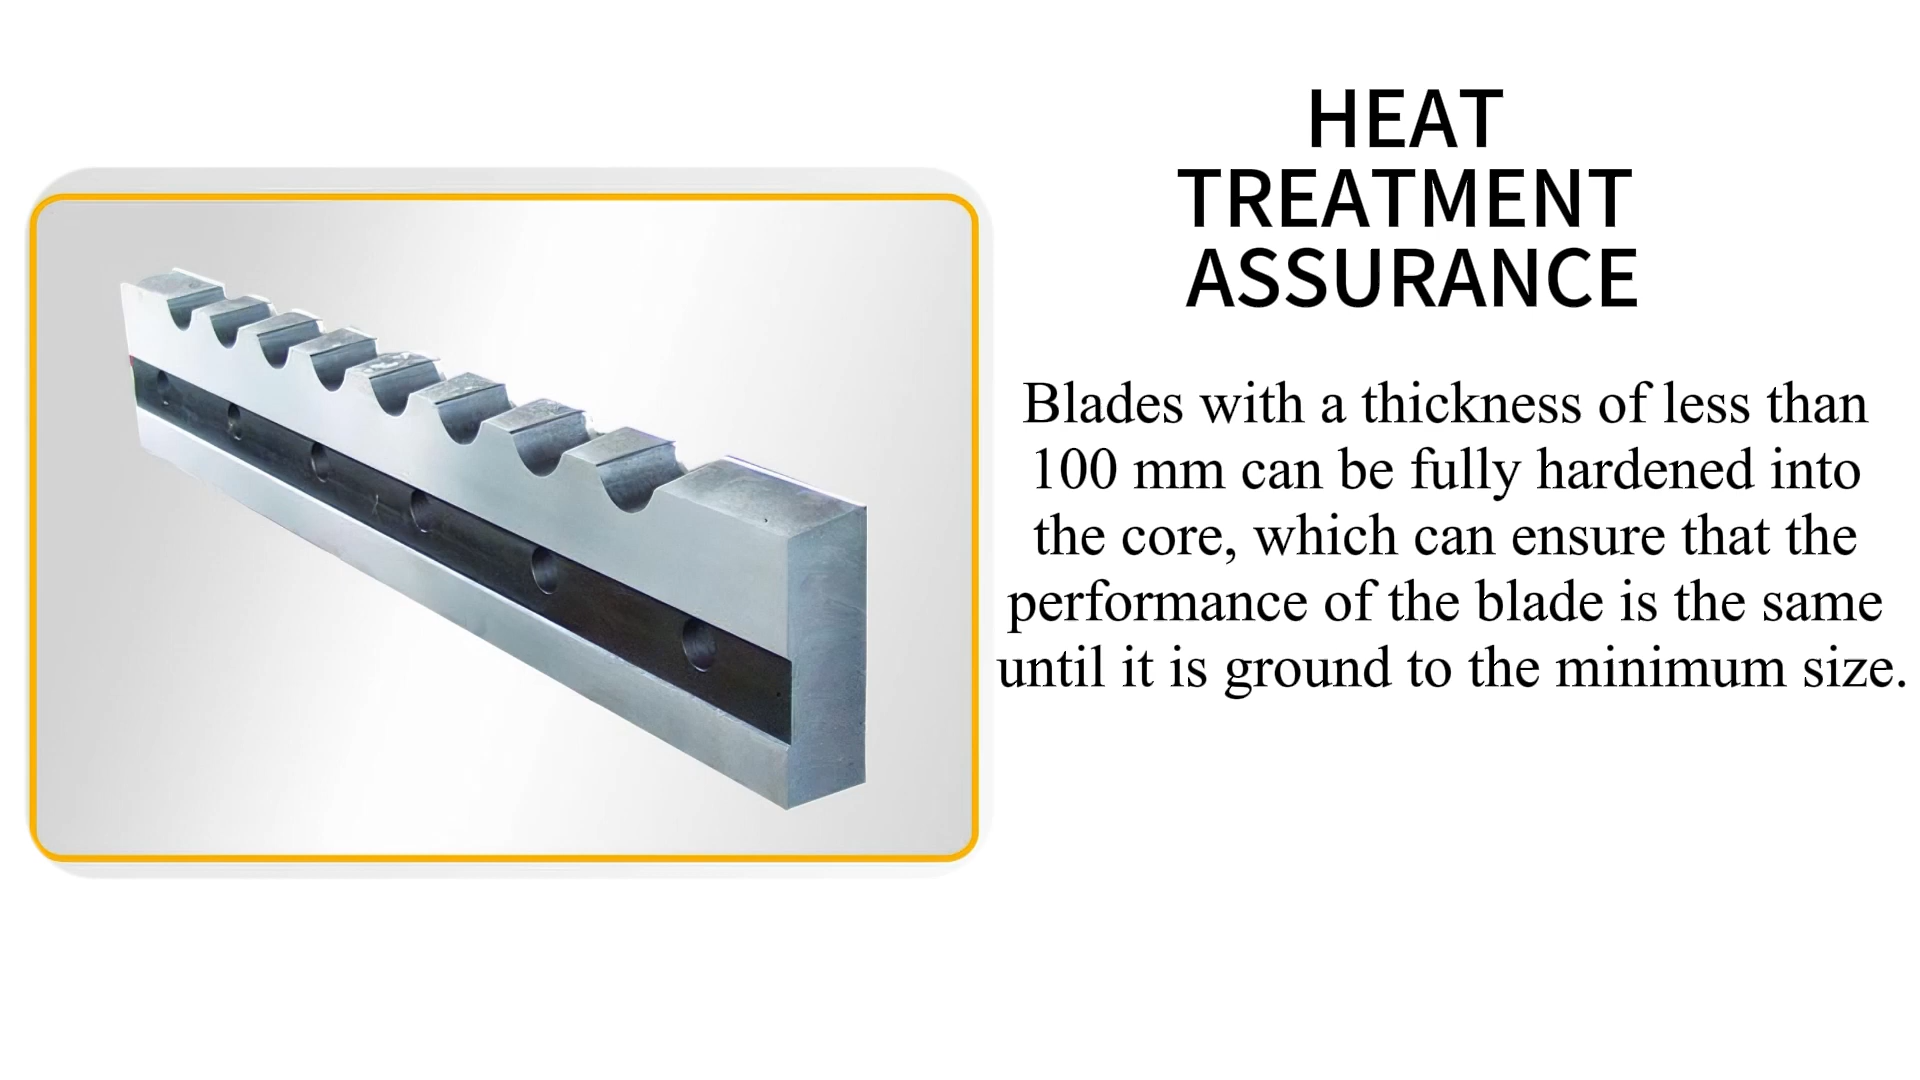 HEAT
TREATMENT
ASSURANCE
Blades with a thickness of less than
100 mm can be fully hardened into
the core, which can ensure that the
performance of the blade is the same
until it is ground to the minimum size.